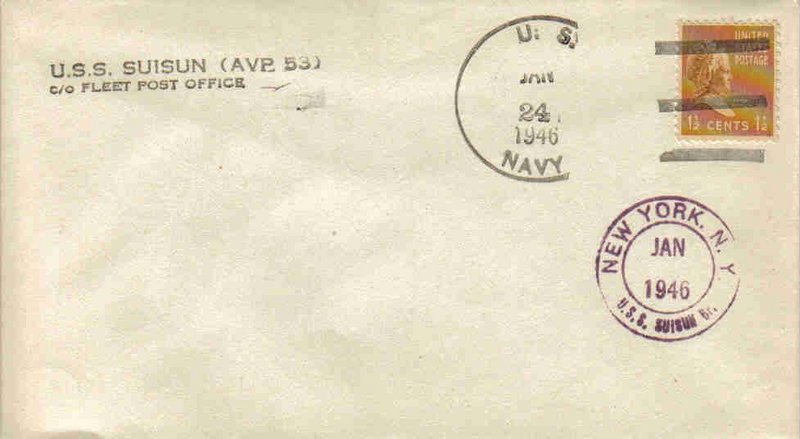 U.S.S. SUISUN (AVP. 53)
c/o FLEET POST OFFICE
U. S.
JAN
24
1946
NAVY
UNITED
STATES
POSTAGE
1½ CENTS 1½
NEW YORK, N. Y.
JAN
1946
U.S.S. SUISUN Br.